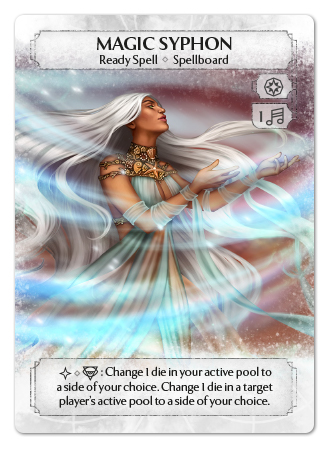 MAGIC SYPHON
Ready Spell ◇ Spellboard
1
: Change 1 die in your active pool to
a side of your choice. Change 1 die in a target
player's active pool to a side of your choice.